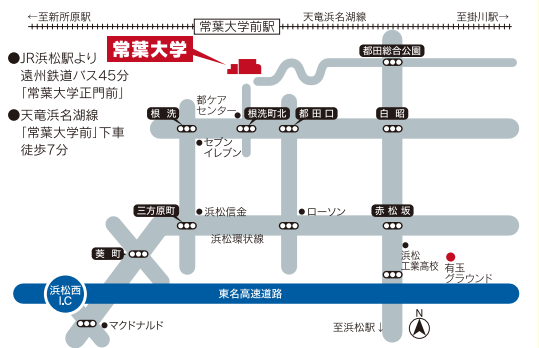 ←至新所原駅
天竜浜名湖線
至掛川駅→
常葉大学前駅
常葉大学
都田総合公園
●JR浜松駅より
遠州鉄道バス45分
「常葉大学正門前」
●天竜浜名湖線
「常葉大学前」下車
徒歩7分
都ケア
センター
根洗
根洗町北
都田口
白昭
セブン
イレブン
三方原町
浜松信金
ローソン
赤松坂
浜松環状線
葵町
浜松
工業高校
有玉
グラウンド
浜松西
I.C
東名高速道路
マクドナルド
至浜松駅↓
N